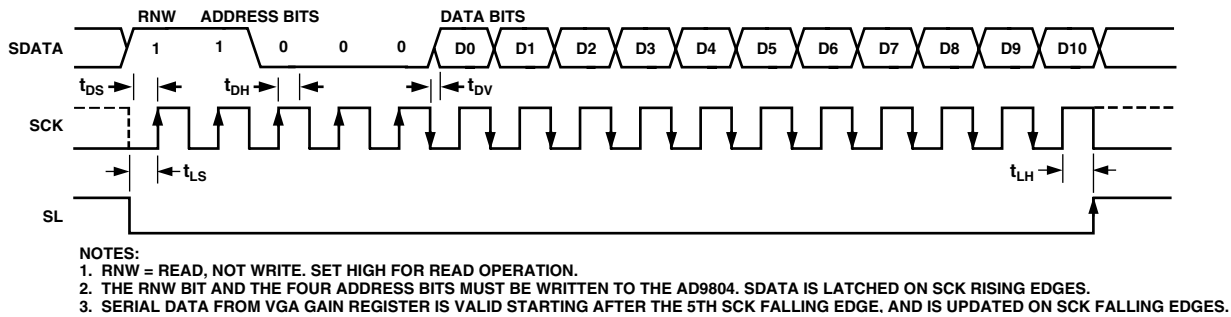 RNW ADDRESS BITS DATA BITS
SDATA 1 1 0 0 0 D0 D1 D2 D3 D4 D5 D6 D7 D8 D9 D10
tDS tDH tDV
SCK
tLS tLH
SL
NOTES:
1. RNW = READ, NOT WRITE. SET HIGH FOR READ OPERATION.
2. THE RNW BIT AND THE FOUR ADDRESS BITS MUST BE WRITTEN TO THE AD9804. SDATA IS LATCHED ON SCK RISING EDGES.
3. SERIAL DATA FROM VGA GAIN REGISTER IS VALID STARTING AFTER THE 5TH SCK FALLING EDGE, AND IS UPDATED ON SCK FALLING EDGES.